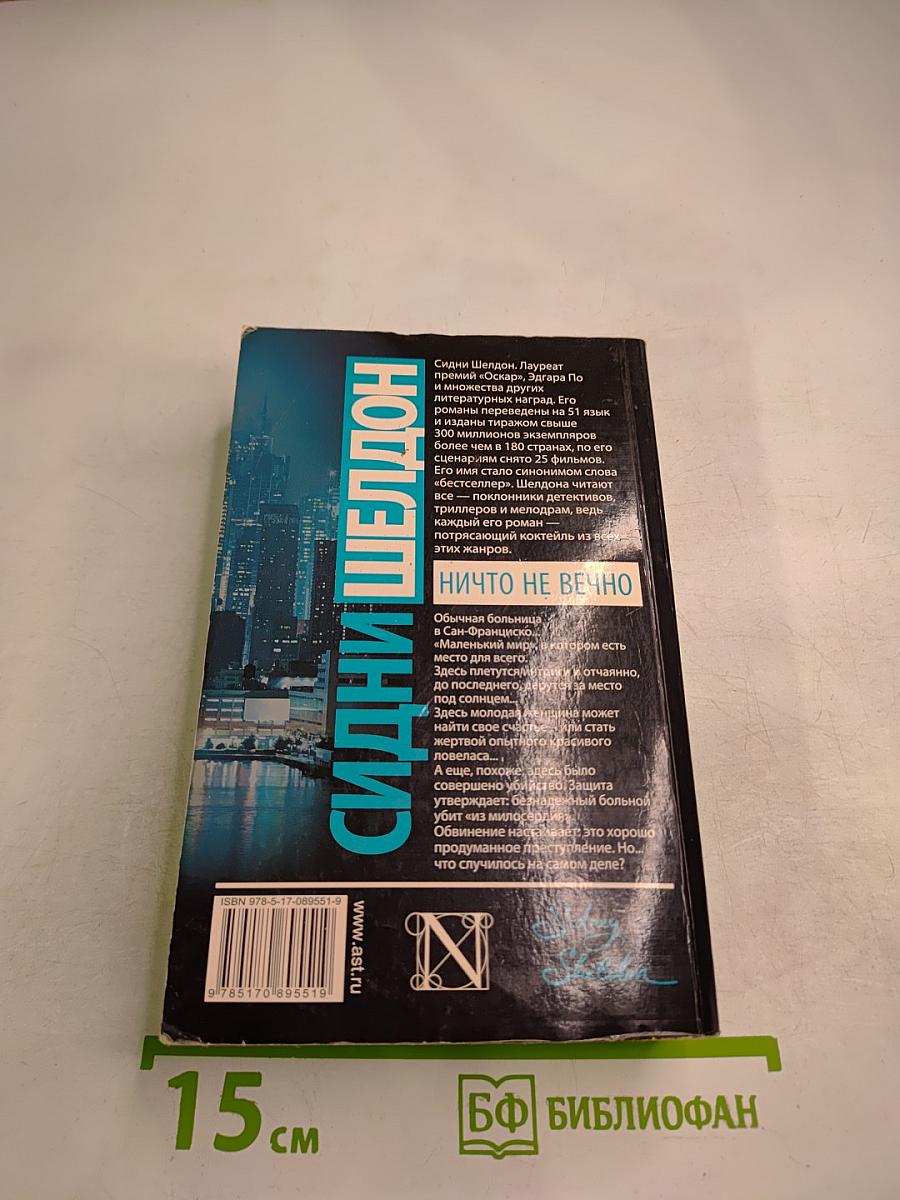 СИДНИ ШЕЛДОН
Сидни Шелдон. Лауреат
премий «Оскар», Эдгара По
и множества других
литературных наград. Его
романы переведены на 51 язык
и изданы тиражом свыше
300 миллионов экземпляров
более чем в 180 странах, по его
сценариям снято 25 фильмов.
Его имя стало синонимом слова
«бестселлер». Шелдона читают
все — поклонники детективов,
триллеров и мелодрам, ведь
каждый его роман —
потрясающий коктейль из всех
этих жанров.
НИЧТО НЕ ВЕЧНО
Обычная больница
в Сан-Франциско...
«Маленький мир», в котором есть
место для всего.
Здесь плетутся интриги и отчаянно,
до последнего, дерутся за место
под солнцем...
Здесь молодая женщина может
найти свое счастье – или стать
жертвой опытного красивого
ловеласа...
А еще, похоже, здесь было
совершено убийство. Защита
утверждает: безнадежный больной
убит «из милосердия».
Обвинение настаивает: это хорошо
продуманное преступление. Но...
что случилось на самом деле?
ISBN 978-5-17-089551-9
9 785170 895519
www.ast.ru
N
Sidney
Sheldon
15 см
БФ БИБЛИОФАН